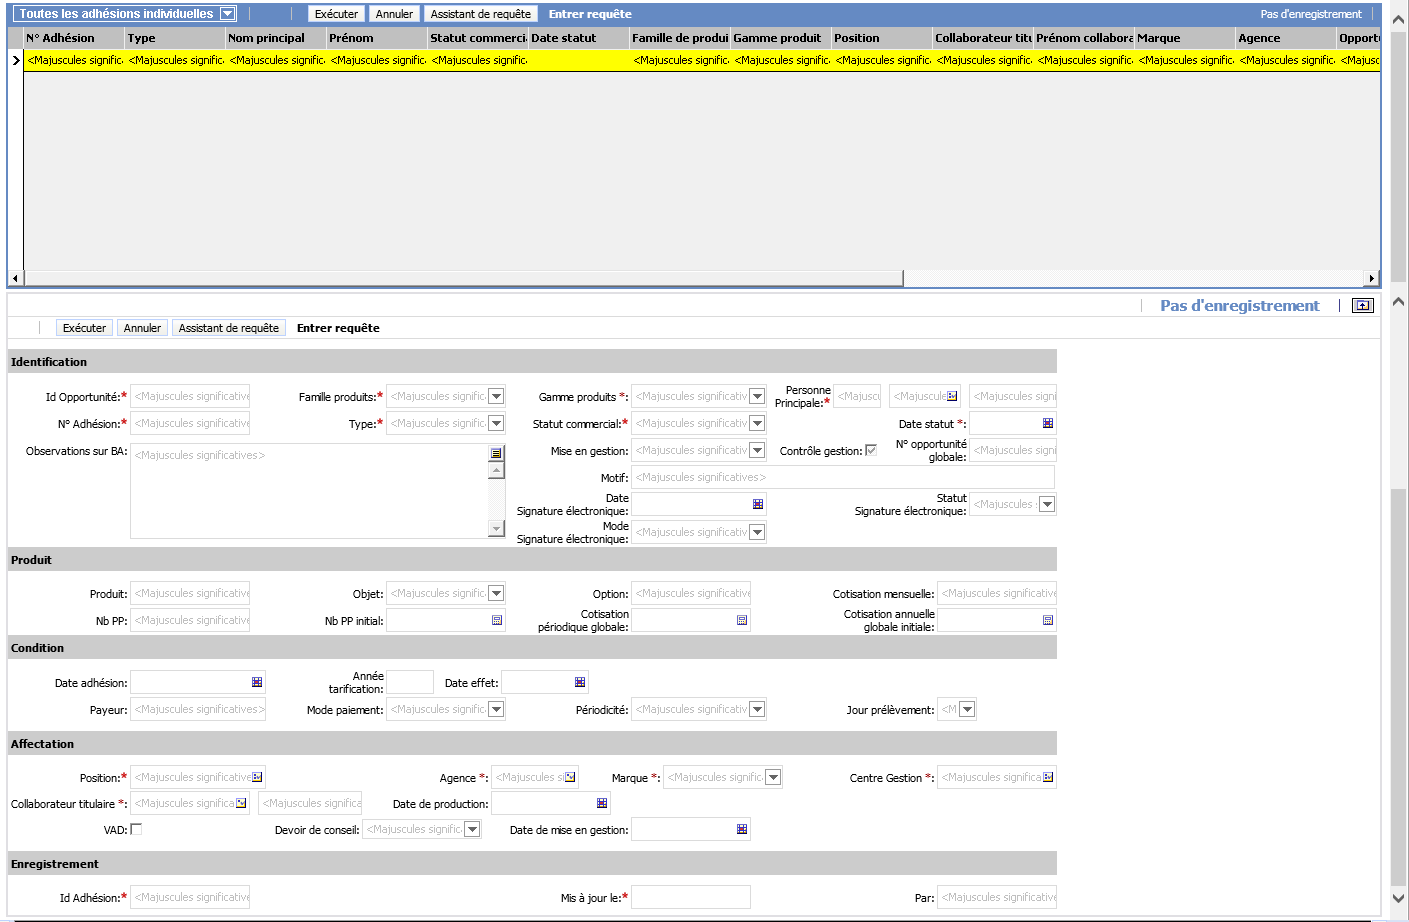 Toutes les adhésions individuelles Exécuter Annuler Assistant de requête Entrer requête Pas d'enregistrement
N° Adhésion Type Nom principal Prénom Statut commerci Date statut Famille de produi Gamme produit Position Collaborateur titu Prénom collabora Marque Agence Opportu
<Majuscules signific. <Majuscules signific. <Majuscules signific. <Majuscules signific. <Majuscules signific. <Majuscules signific. <Majuscules signific. <Majuscules signific. <Majuscules signific. <Majuscules signific. <Majuscules signific. <Majuscules signific. <Majusc
Pas d'enregistrement
Exécuter Annuler Assistant de requête Entrer requête
Identification
Id Opportunité:* <Majuscules significative Famille produits:* <Majuscules signific. Gamme produits *: <Majuscules significativ Personne Principale:* <Majuscu <Majuscule <Majuscules signi
N° Adhésion:* <Majuscules significative Type:* <Majuscules signific. Statut commercial:* <Majuscules significativ Date statut *:
Observations sur BA: <Majuscules significatives> Mise en gestion: <Majuscules significativ Contrôle gestion: N° opportunité globale: <Majuscules signi
Motif: <Majuscules significatives>
Date Signature électronique: Statut Signature électronique: <Majuscules
Mode Signature électronique: <Majuscules significativ
Produit
Produit: <Majuscules significative Objet: <Majuscules signific. Option: <Majuscules significative Cotisation mensuelle: <Majuscules significative
Nb PP: <Majuscules significative Nb PP initial: Cotisation périodique globale: Cotisation annuelle globale initiale:
Condition
Date adhésion: Année tarification: Date effet:
Payeur: <Majuscules significatives> Mode paiement: <Majuscules signific. Périodicité: <Majuscules significativ Jour prélèvement: <M
Affectation
Position:* <Majuscules significative Agence *: <Majuscules si Marque *: <Majuscules signific. Centre Gestion *: <Majuscules significa
Collaborateur titulaire *: <Majuscules significa <Majuscules significa Date de production:
VAD: Devoir de conseil: <Majuscules signific. Date de mise en gestion:
Enregistrement
Id Adhésion:* <Majuscules significative Mis à jour le:* Par: <Majuscules significative